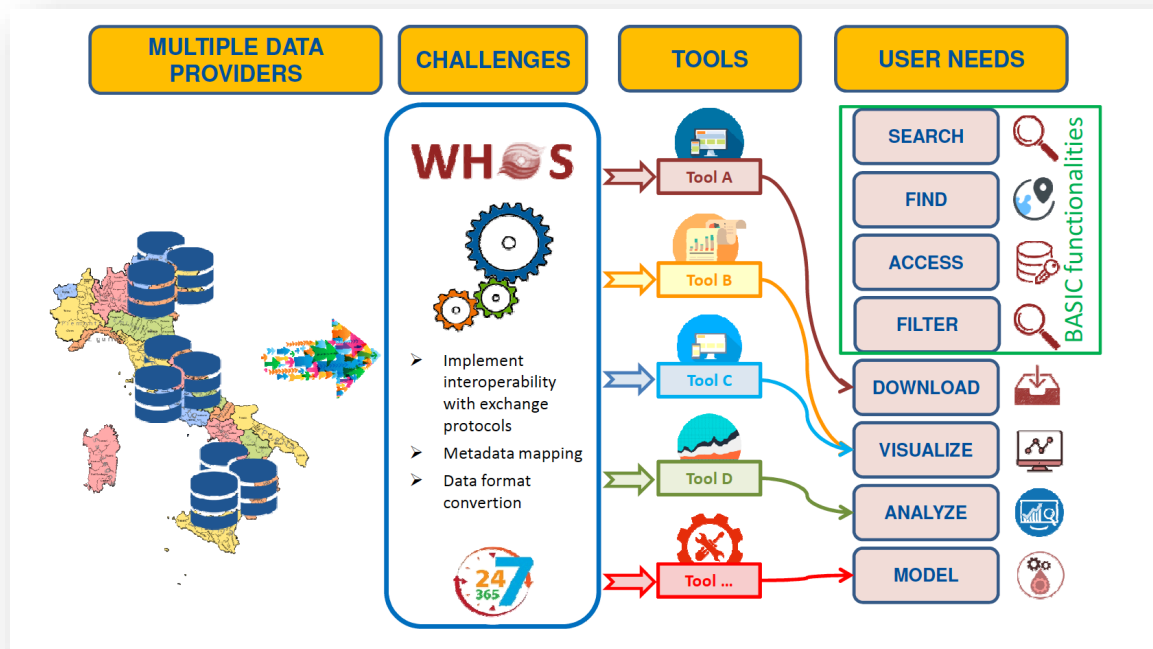 MULTIPLE DATA
PROVIDERS
CHALLENGES
TOOLS
USER NEEDS
WHOS
Implement
interoperability
with exchange
protocols
Metadata mapping
Data format
convertion
24
7
365
Tool A
Tool B
Tool C
Tool D
Tool ...
SEARCH
FIND
ACCESS
FILTER
BASIC functionalities
DOWNLOAD
VISUALIZE
ANALYZE
MODEL